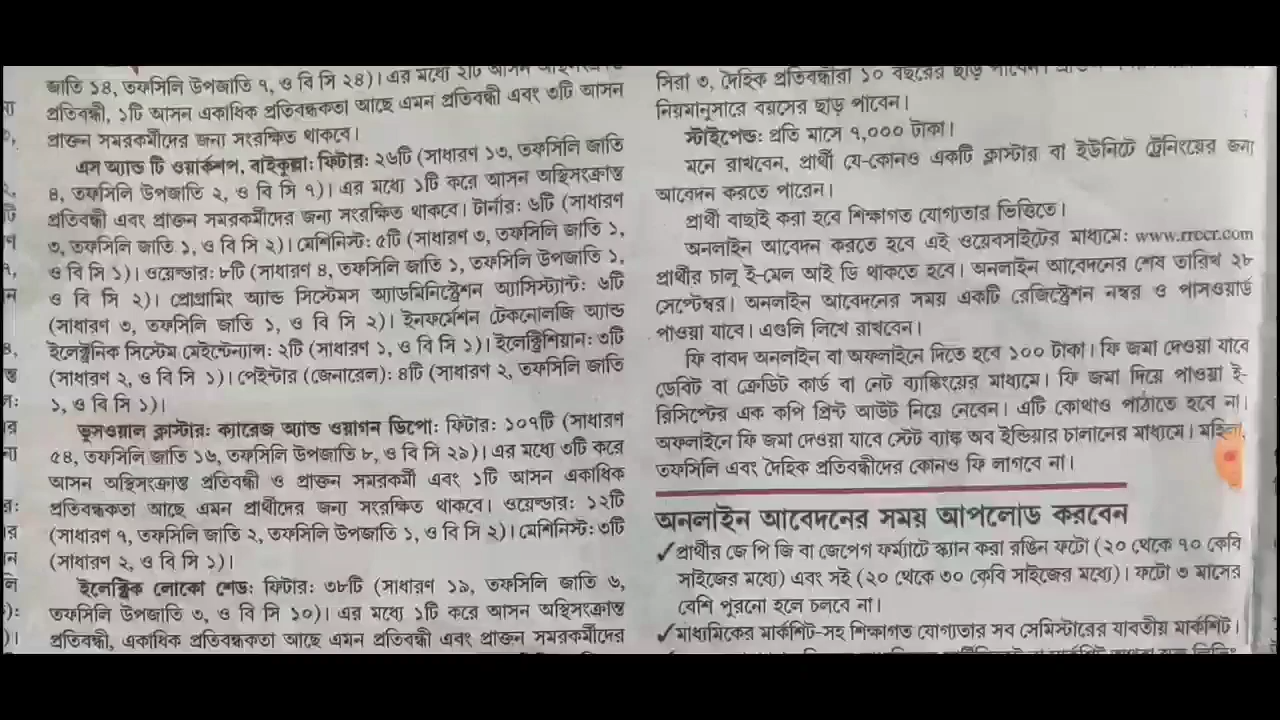 জাতি ১৪, তফসিলি উপজাতি ৭, ও বি সি ২৪)। এর মধ্যে ২টি আসন
প্রতিবন্ধী, ১টি আসন একাধিক প্রতিবন্ধকতা আছে এমন প্রতিবন্ধী এবং ৩টি আসন
প্রাক্তন সমরকর্মীদের জন্য সংরক্ষিত থাকবে।
এস অ্যান্ড টি ওয়ার্কশপ, বাইকুল্লা: ফিটার: ২৬টি (সাধারণ ১৩, তফসিলি জাতি
৪, তফসিলি উপজাতি ২, ও বি সি ৭)। এর মধ্যে ১টি করে আসন অস্থিসংক্রান্ত
প্রতিবন্ধী এবং প্রাক্তন সমরকর্মীদের জন্য সংরক্ষিত থাকবে। টার্নার: ৬টি (সাধারণ
৩, তফসিলি জাতি ১, ও বি সি ২)। মেশিনিস্ট: ৫টি (সাধারণ ৩, তফসিলি জাতি ১,
ও বি সি ১)। ওয়েল্ডার: ৮টি (সাধারণ ৪, তফসিলি জাতি ১, তফসিলি উপজাতি ১,
ও বি সি ২)। প্রোগ্রামিং অ্যান্ড সিস্টেমস অ্যাডমিনিস্ট্রেশন অ্যাসিস্ট্যান্ট: ৬টি
(সাধারণ ৩, তফসিলি জাতি ১, ও বি সি ২)। ইনফর্মেশন টেকনোলজি অ্যান্ড
ইলেক্ট্রনিক সিস্টেম মেইন্টেন্যান্স: ২টি (সাধারণ ১, ও বি সি ১)। ইলেক্ট্রিশিয়ান: ৩টি
(সাধারণ ২, ও বি সি ১)। পেইন্টার (জেনারেল): ৪টি (সাধারণ ২, তফসিলি জাতি
১, ও বি সি ১)।
ভুসওয়াল ক্লাস্টার: ক্যারেজ অ্যান্ড ওয়াগন ডিপো: ফিটার: ১০৭টি (সাধারণ
৫৪, তফসিলি জাতি ১৬, তফসিলি উপজাতি ৮, ও বি সি ২৯)। এর মধ্যে ৩টি করে
আসন অস্থিসংক্রান্ত প্রতিবন্ধী ও প্রাক্তন সমরকর্মী এবং ১টি আসন একাধিক
প্রতিবন্ধকতা আছে এমন প্রার্থীদের জন্য সংরক্ষিত থাকবে। ওয়েল্ডার: ১২টি
(সাধারণ ৭, তফসিলি জাতি ২, তফসিলি উপজাতি ১, ও বি সি ২)। মেশিনিস্ট: ৩টি
(সাধারণ ২, ও বি সি ১)।
ইলেক্ট্রিক লোকো শেড: ফিটার: ৩৮টি (সাধারণ ১৯, তফসিলি জাতি ৬,
তফসিলি উপজাতি ৩, ও বি সি ১০)। এর মধ্যে ১টি করে আসন অস্থিসংক্রান্ত
প্রতিবন্ধী, একাধিক প্রতিবন্ধকতা আছে এমন প্রতিবন্ধী এবং প্রাক্তন সমরকর্মীদের
সিরা ৩, দৈহিক প্রতিবন্ধীরা ১০ বছরের ছাড় পাবেন।
নিয়মানুসারে বয়সের ছাড় পাবেন।
স্টাইপেন্ড: প্রতি মাসে ৭,০০০ টাকা।
মনে রাখবেন, প্রার্থী যে-কোনও একটি ক্লাস্টার বা ইউনিটে ট্রেনিংয়ের জন্য
আবেদন করতে পারেন।
প্রার্থী বাছাই করা হবে শিক্ষাগত যোগ্যতার ভিত্তিতে।
অনলাইন আবেদন করতে হবে এই ওয়েবসাইটের মাধ্যমে: www.rrccr.com
প্রার্থীর চালু ই-মেল আই ডি থাকতে হবে। অনলাইন আবেদনের শেষ তারিখ ২৮
সেপ্টেম্বর। অনলাইন আবেদনের সময় একটি রেজিস্ট্রেশন নম্বর ও পাসওয়ার্ড
পাওয়া যাবে। এগুলি লিখে রাখবেন।
ফি বাবদ অনলাইন বা অফলাইনে দিতে হবে ১০০ টাকা। ফি জমা দেওয়া যাবে
ডেবিট বা ক্রেডিট কার্ড বা নেট ব্যাঙ্কিংয়ের মাধ্যমে। ফি জমা দিয়ে পাওয়া ই-
রিসিপ্টের এক কপি প্রিন্ট আউট নিয়ে নেবেন। এটি কোথাও পাঠাতে হবে না।
অফলাইনে ফি জমা দেওয়া যাবে স্টেট ব্যাঙ্ক অব ইন্ডিয়ার চালানের মাধ্যমে। মহিলা,
তফসিলি এবং দৈহিক প্রতিবন্ধীদের কোনও ফি লাগবে না।
অনলাইন আবেদনের সময় আপলোড করবেন
✓ প্রার্থীর জে পি জি বা জেপেগ ফর্ম্যাটে স্ক্যান করা রঙিন ফটো (২০ থেকে ৭০ কেবি
সাইজের মধ্যে) এবং সই (২০ থেকে ৩০ কেবি সাইজের মধ্যে)। ফটো ৩ মাসের
বেশি পুরনো হলে চলবে না।
✓ মাধ্যমিকের মার্কশিট-সহ শিক্ষাগত যোগ্যতার সব সেমিস্টারের যাবতীয় মার্কশিট।